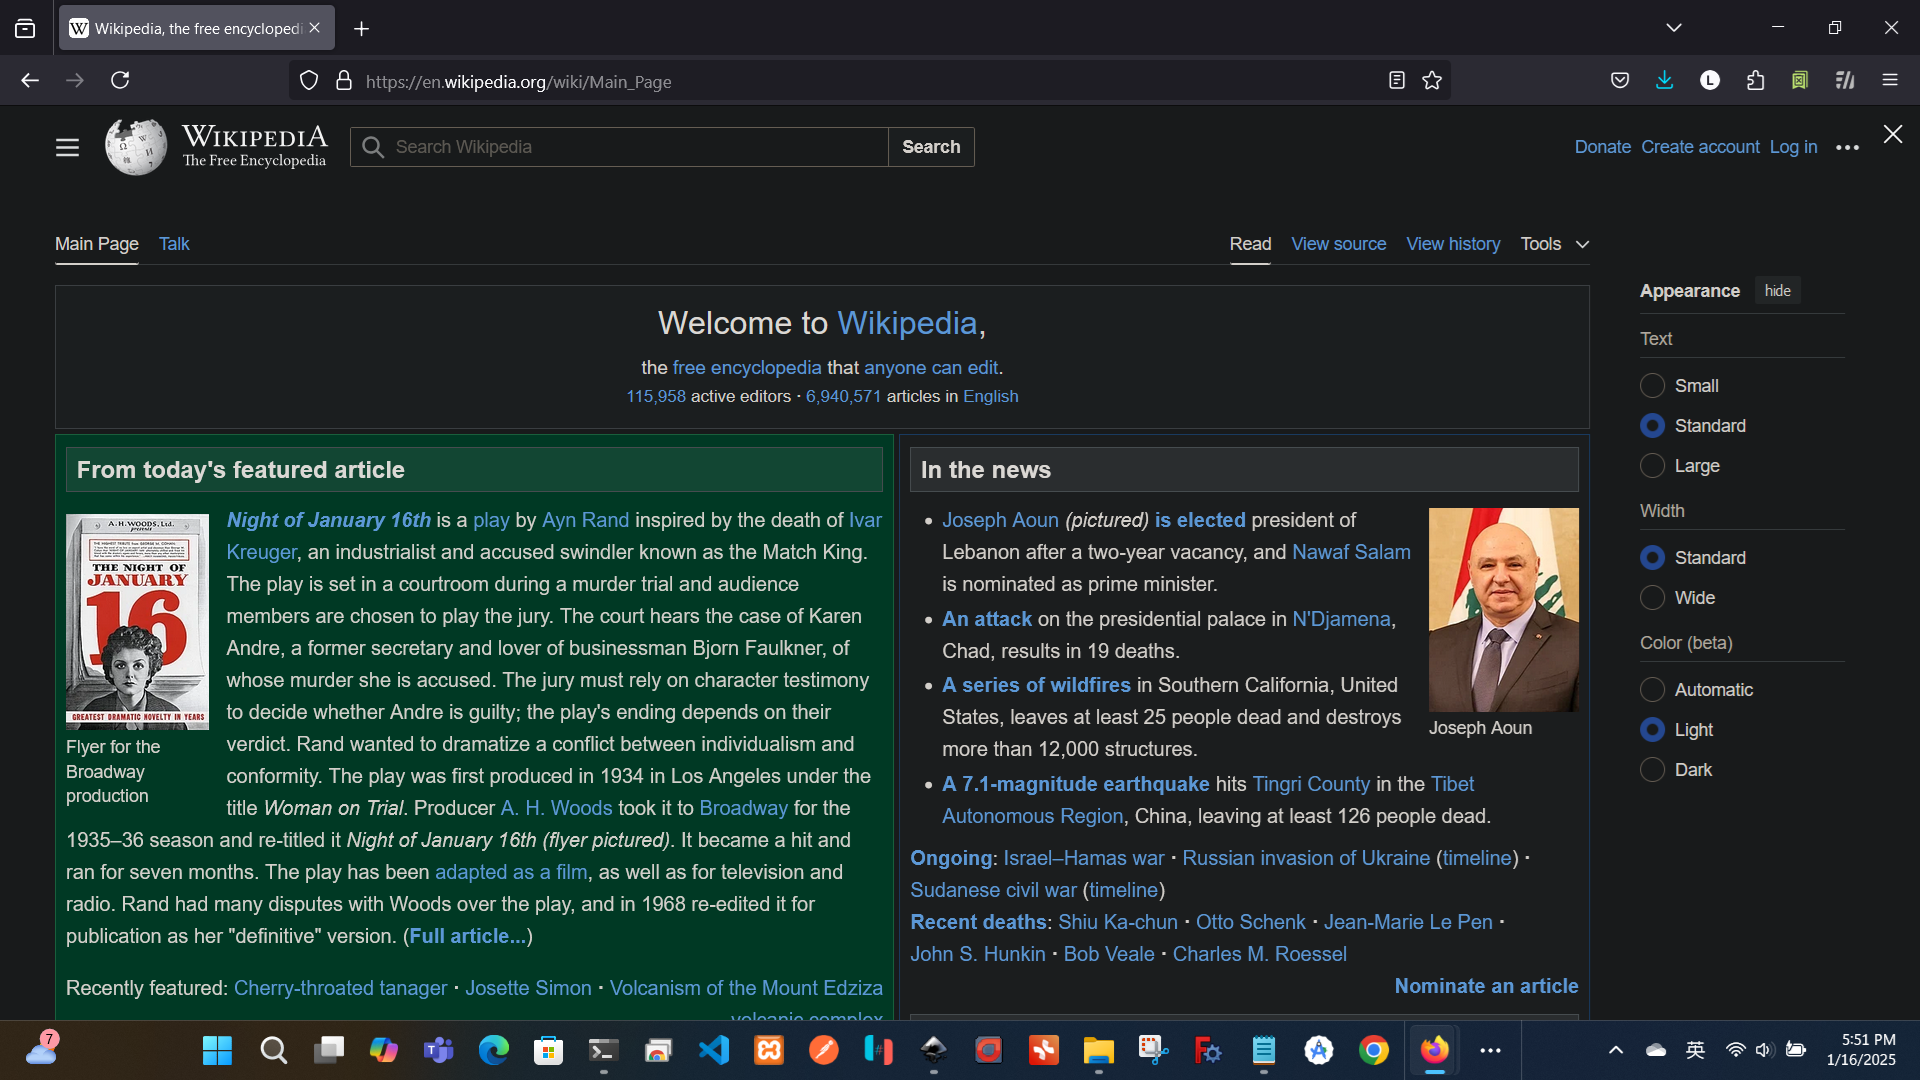 Wikipedia, the free encyclopedi
https://en.wikipedia.org/wiki/Main_Page
L
WIKIPEDIA
The Free Encyclopedia
Search Wikipedia
Search
Donate Create account Log in
Main Page Talk
Read View source View history Tools
Welcome to Wikipedia,
the free encyclopedia that anyone can edit.
115,958 active editors · 6,940,571 articles in English
From today's featured article
A. H. WOODS, Ltd.
presents
THE NIGHT OF
JANUARY
16
GREATEST DRAMATIC NOVELTY IN YEARS
Flyer for the
Broadway
production
Night of January 16th is a play by Ayn Rand inspired by the death of Ivar
Kreuger, an industrialist and accused swindler known as the Match King.
The play is set in a courtroom during a murder trial and audience
members are chosen to play the jury. The court hears the case of Karen
Andre, a former secretary and lover of businessman Bjorn Faulkner, of
whose murder she is accused. The jury must rely on character testimony
to decide whether Andre is guilty; the play's ending depends on their
verdict. Rand wanted to dramatize a conflict between individualism and
conformity. The play was first produced in 1934 in Los Angeles under the
title Woman on Trial. Producer A. H. Woods took it to Broadway for the
1935–36 season and re-titled it Night of January 16th (flyer pictured). It became a hit and
ran for seven months. The play has been adapted as a film, as well as for television and
radio. Rand had many disputes with Woods over the play, and in 1968 re-edited it for
publication as her "definitive" version. (Full article...)
Recently featured: Cherry-throated tanager · Josette Simon · Volcanism of the Mount Edziza
volcanic complex
In the news
• Joseph Aoun (pictured) is elected president of
Lebanon after a two-year vacancy, and Nawaf Salam
is nominated as prime minister.
• An attack on the presidential palace in N'Djamena,
Chad, results in 19 deaths.
• A series of wildfires in Southern California, United
States, leaves at least 25 people dead and destroys
more than 12,000 structures.
Joseph Aoun
• A 7.1-magnitude earthquake hits Tingri County in the Tibet
Autonomous Region, China, leaving at least 126 people dead.
Ongoing: Israel–Hamas war · Russian invasion of Ukraine (timeline) ·
Sudanese civil war (timeline)
Recent deaths: Shiu Ka-chun · Otto Schenk · Jean-Marie Le Pen ·
John S. Hunkin · Bob Veale · Charles M. Roessel
Nominate an article
Appearance hide
Text
Small
Standard
Large
Width
Standard
Wide
Color (beta)
Automatic
Light
Dark
7
英
5:51 PM
1/16/2025